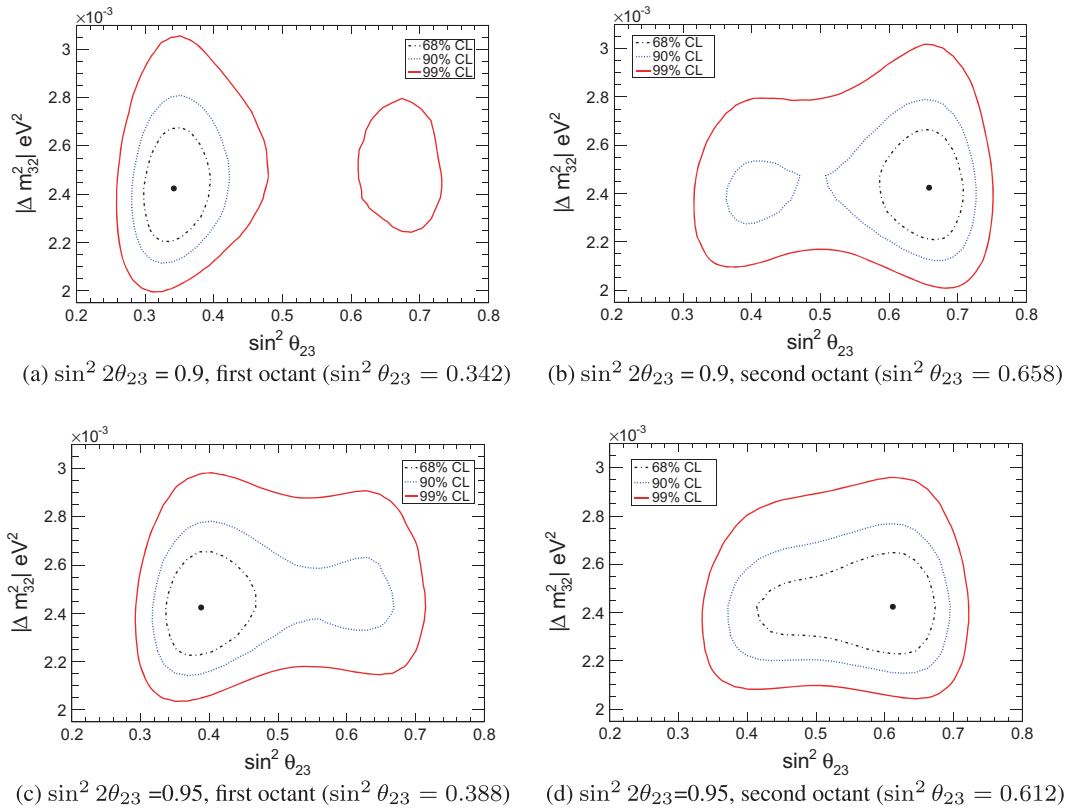 ×10⁻³
3
2.8
2.6
2.4
2.2
2
|Δ m²₃₂| eV²
68% CL
90% CL
99% CL
0.2 0.3 0.4 0.5 0.6 0.7 0.8
sin² θ₂₃
(a) sin² 2θ₂₃ = 0.9, first octant (sin² θ₂₃ = 0.342)
×10⁻³
3
2.8
2.6
2.4
2.2
2
|Δ m²₃₂| eV²
68% CL
90% CL
99% CL
0.2 0.3 0.4 0.5 0.6 0.7 0.8
sin² θ₂₃
(b) sin² 2θ₂₃ = 0.9, second octant (sin² θ₂₃ = 0.658)
×10⁻³
3
2.8
2.6
2.4
2.2
2
|Δ m²₃₂| eV²
68% CL
90% CL
99% CL
0.2 0.3 0.4 0.5 0.6 0.7 0.8
sin² θ₂₃
(c) sin² 2θ₂₃ =0.95, first octant (sin² θ₂₃ = 0.388)
×10⁻³
3
2.8
2.6
2.4
2.2
2
|Δ m²₃₂| eV²
68% CL
90% CL
99% CL
0.2 0.3 0.4 0.5 0.6 0.7 0.8
sin² θ₂₃
(d) sin² 2θ₂₃=0.95, second octant (sin² θ₂₃ = 0.612)